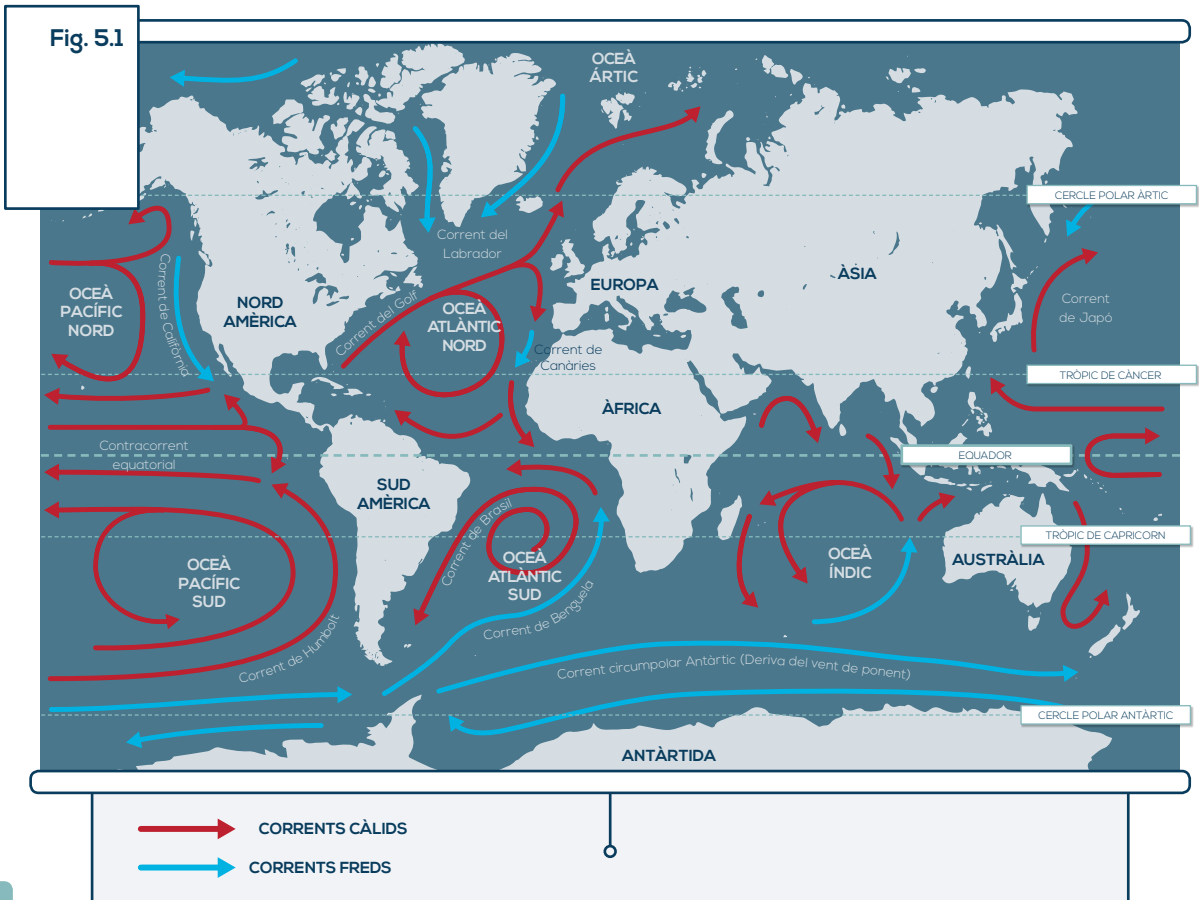 Fig. 5.1
OCEÀ
ÁRTIC
CERCLE POLAR ÀRTIC
Corrent del
Labrador
ÀSIA
EUROPA
NORD
AMÈRICA
OCEÀ
PACÍFIC
NORD
Corrent de Califòrnia
Corrent del Golf
OCEÀ
ATLÀNTIC
NORD
Corrent
de Japó
Corrent de
Canàries
TRÒPIC DE CÀNCER
ÀFRICA
Contracorrent
equatorial
EQUADOR
SUD
AMÈRICA
Corrent de Brasil
TRÒPIC DE CAPRICORN
OCEÀ
PACÍFIC
SUD
OCEÀ
ATLÀNTIC
SUD
OCEÀ
ÍNDIC
AUSTRÀLIA
Corrent de Humbolt
Corrent de Benguela
Corrent circumpolar Antàrtic (Deriva del vent de ponent)
CERCLE POLAR ANTÀRTIC
ANTÀRTIDA
CORRENTS CÀLIDS
CORRENTS FREDS